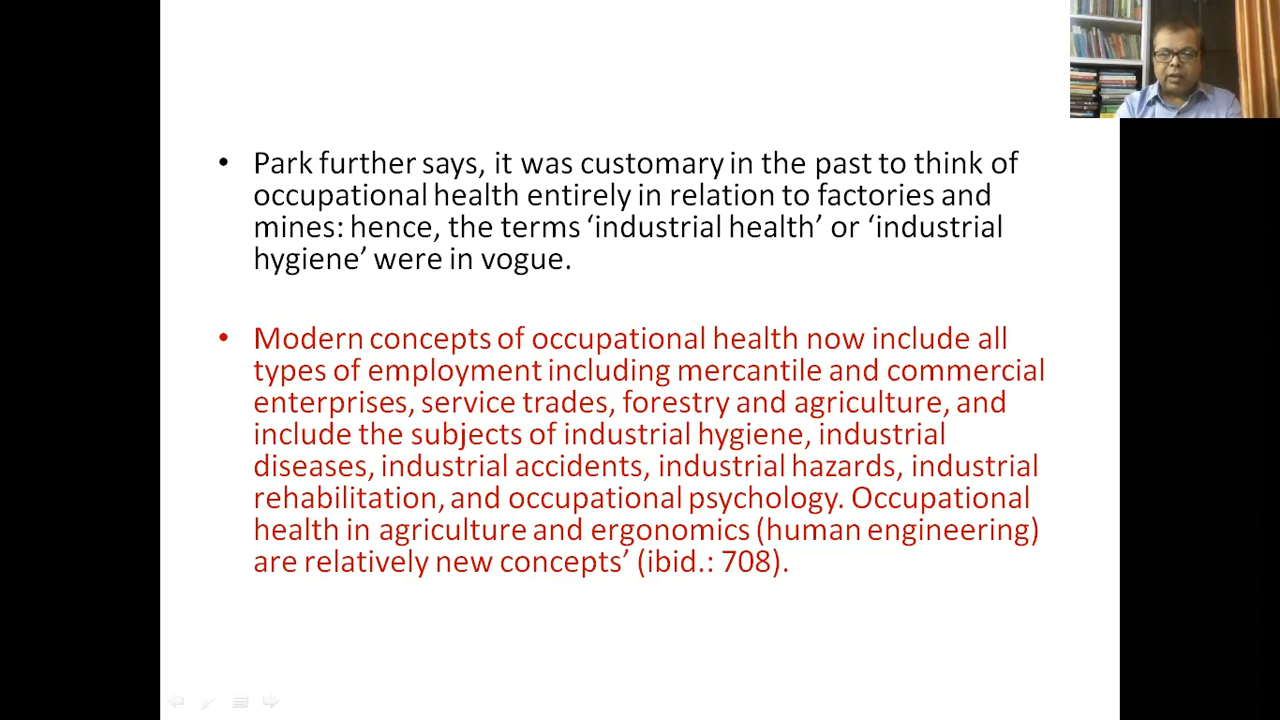 • Park further says, it was customary in the past to think of
occupational health entirely in relation to factories and
mines: hence, the terms ‘industrial health’ or ‘industrial
hygiene’ were in vogue.
• Modern concepts of occupational health now include all
types of employment including mercantile and commercial
enterprises, service trades, forestry and agriculture, and
include the subjects of industrial hygiene, industrial
diseases, industrial accidents, industrial hazards, industrial
rehabilitation, and occupational psychology. Occupational
health in agriculture and ergonomics (human engineering)
are relatively new concepts’ (ibid.: 708).